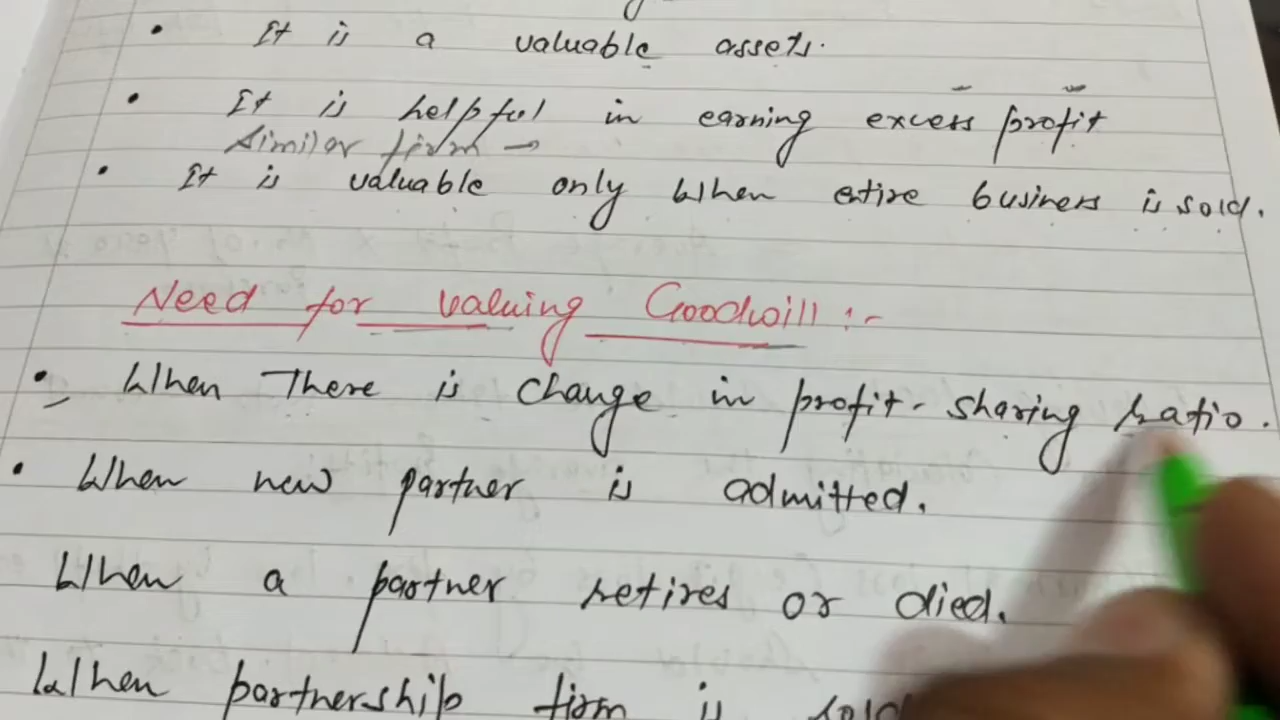 • It is a valuable assets.
• It is helpful in earning excess profit
similar firm →
• It is valuable only when entire business is sold.
Need for valuing Goodwill :-
• When There is change in profit-sharing ratio.
• When new partner is admitted.
When a partner retires or died.
When partnership firm is sold